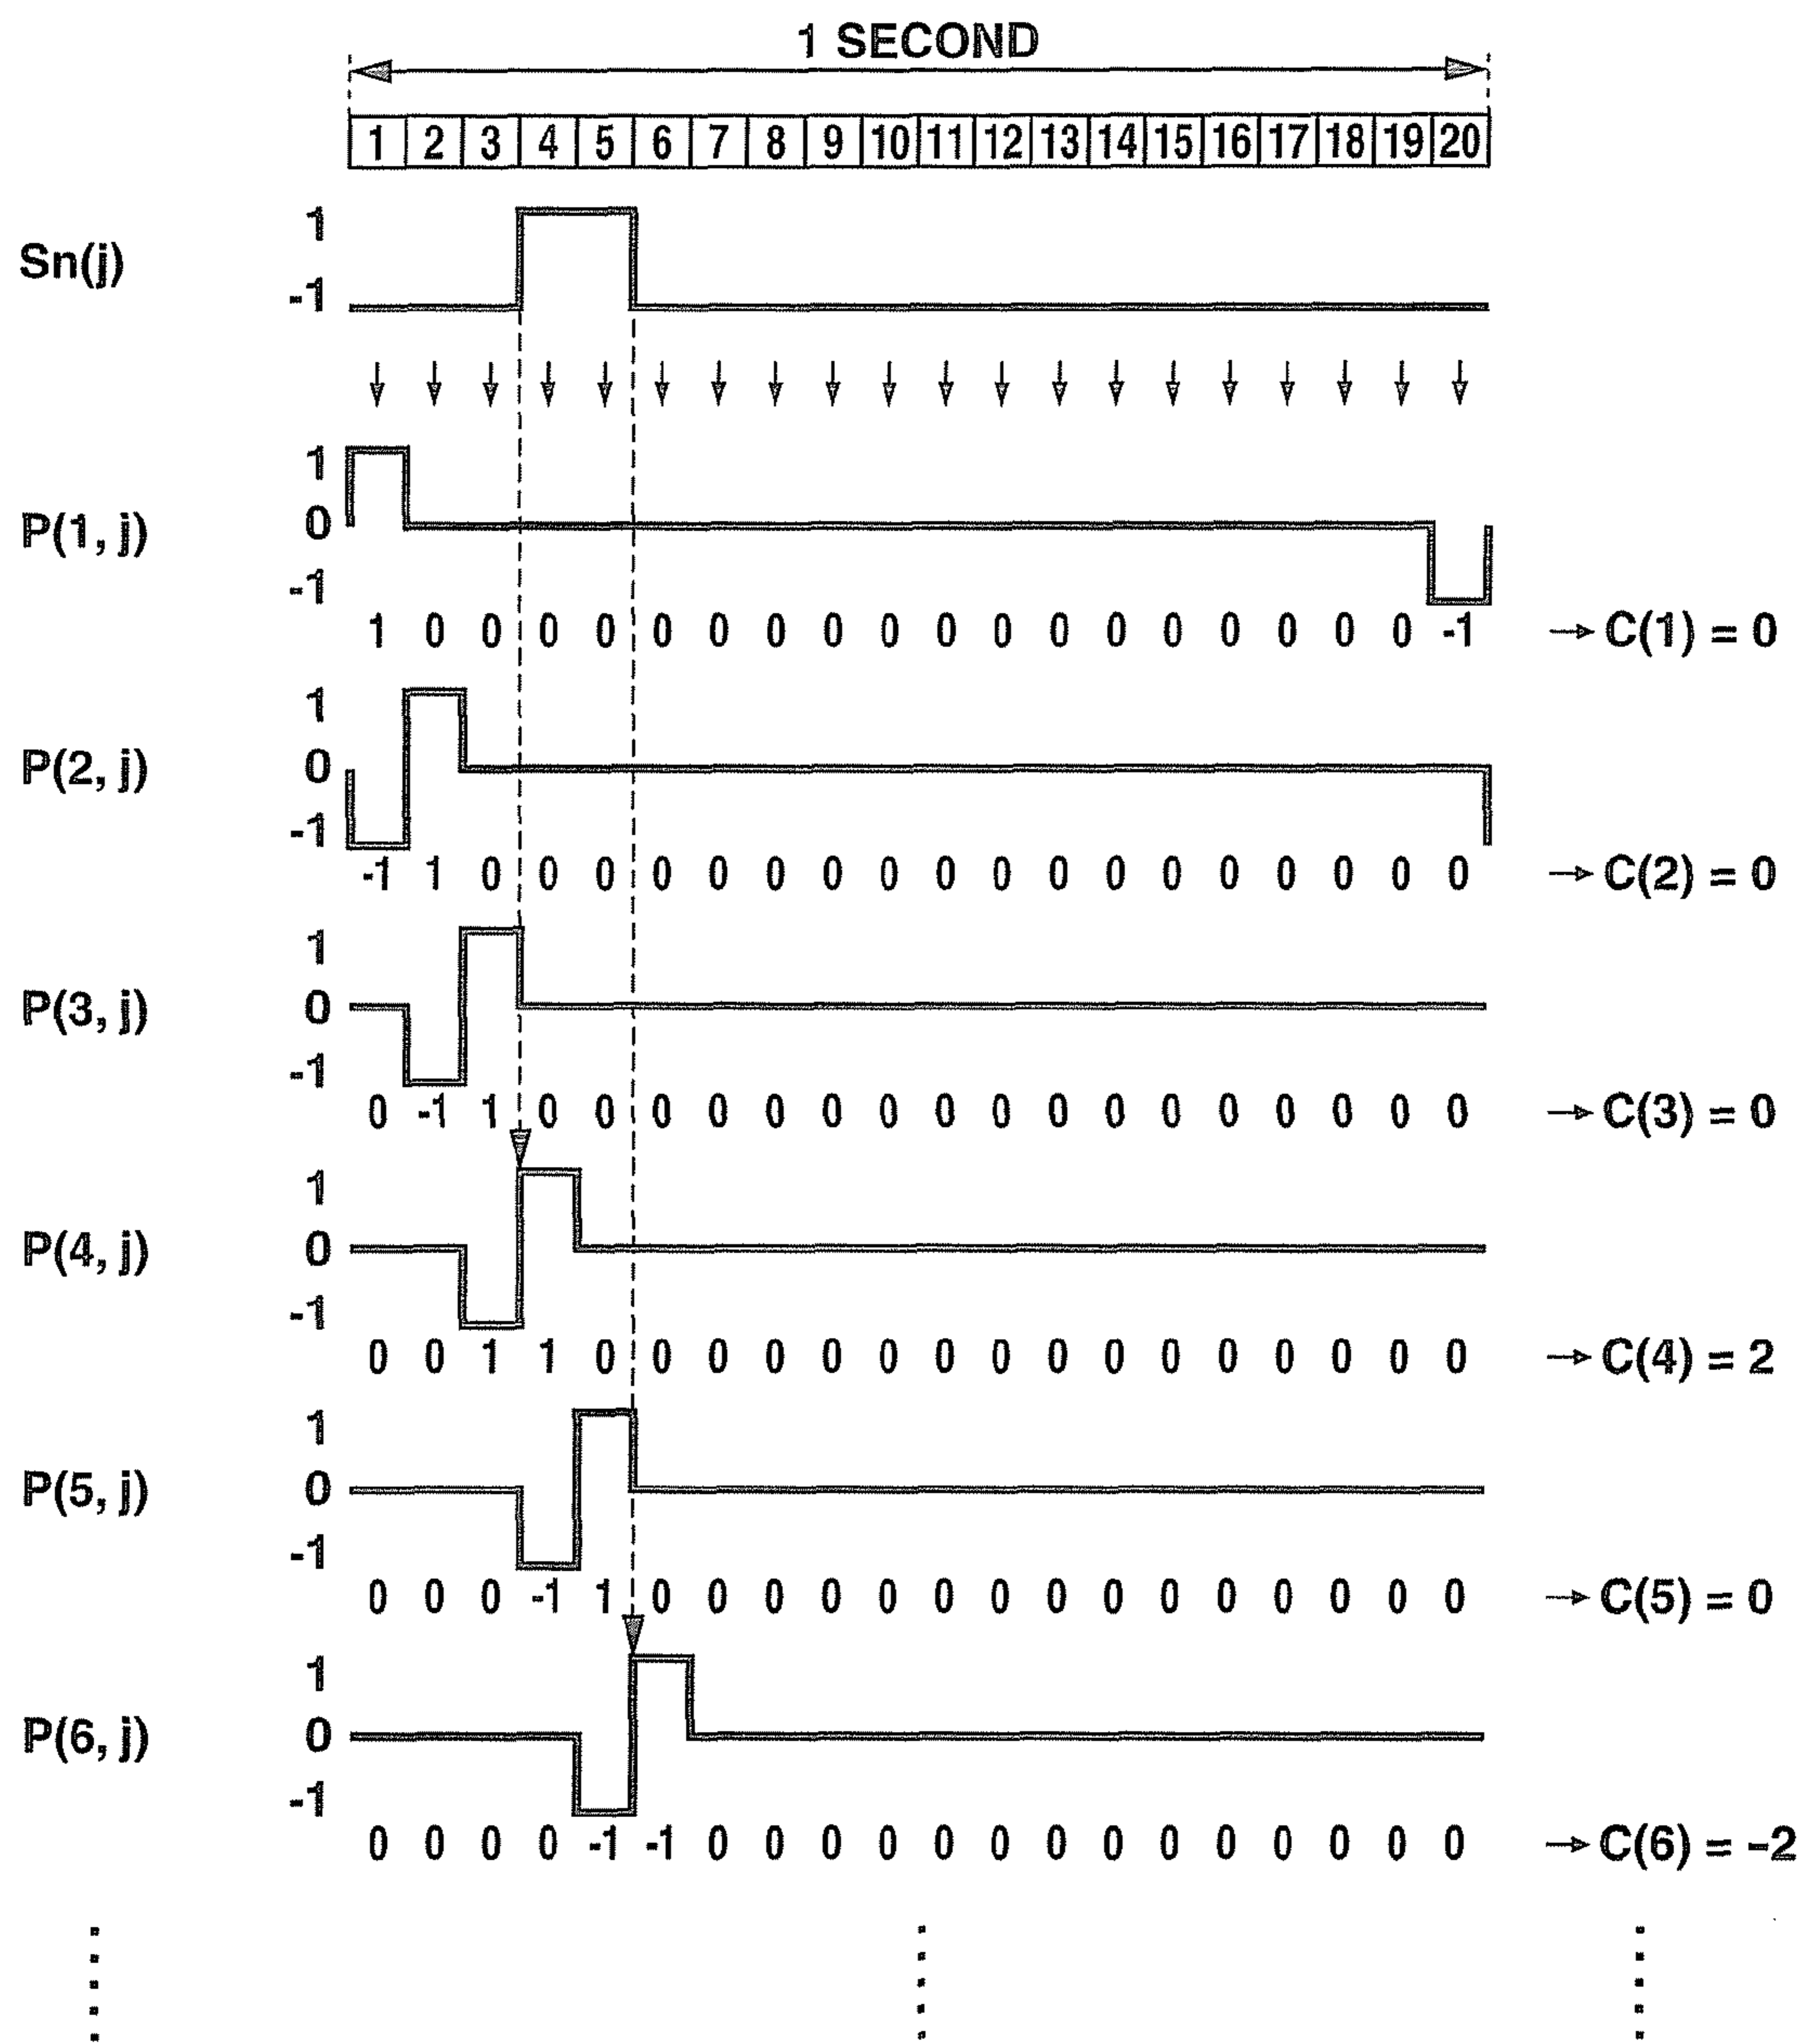 1 SECOND
1 2 3 4 5 6 7 8 9 10 11 12 13 14 15 16 17 18 19 20
1
Sn(j)
-1
1
P(1, j) 0
-1
1 0 0 0 0 0 0 0 0 0 0 0 0 0 0 0 0 0 0 -1 C(1) = 0
1
P(2, j) 0
-1
-1 1 0 0 0 0 0 0 0 0 0 0 0 0 0 0 0 0 0 0 C(2) = 0
1
P(3, j) 0
-1
0 -1 1 0 0 0 0 0 0 0 0 0 0 0 0 0 0 0 0 0 C(3) = 0
1
P(4, j) 0
-1
0 0 1 1 0 0 0 0 0 0 0 0 0 0 0 0 0 0 0 0 C(4) = 2
1
P(5, j) 0
-1
0 0 0 -1 1 0 0 0 0 0 0 0 0 0 0 0 0 0 0 0 C(5) = 0
1
P(6, j) 0
-1
0 0 0 0 -1 -1 0 0 0 0 0 0 0 0 0 0 0 0 0 0 C(6) = -2